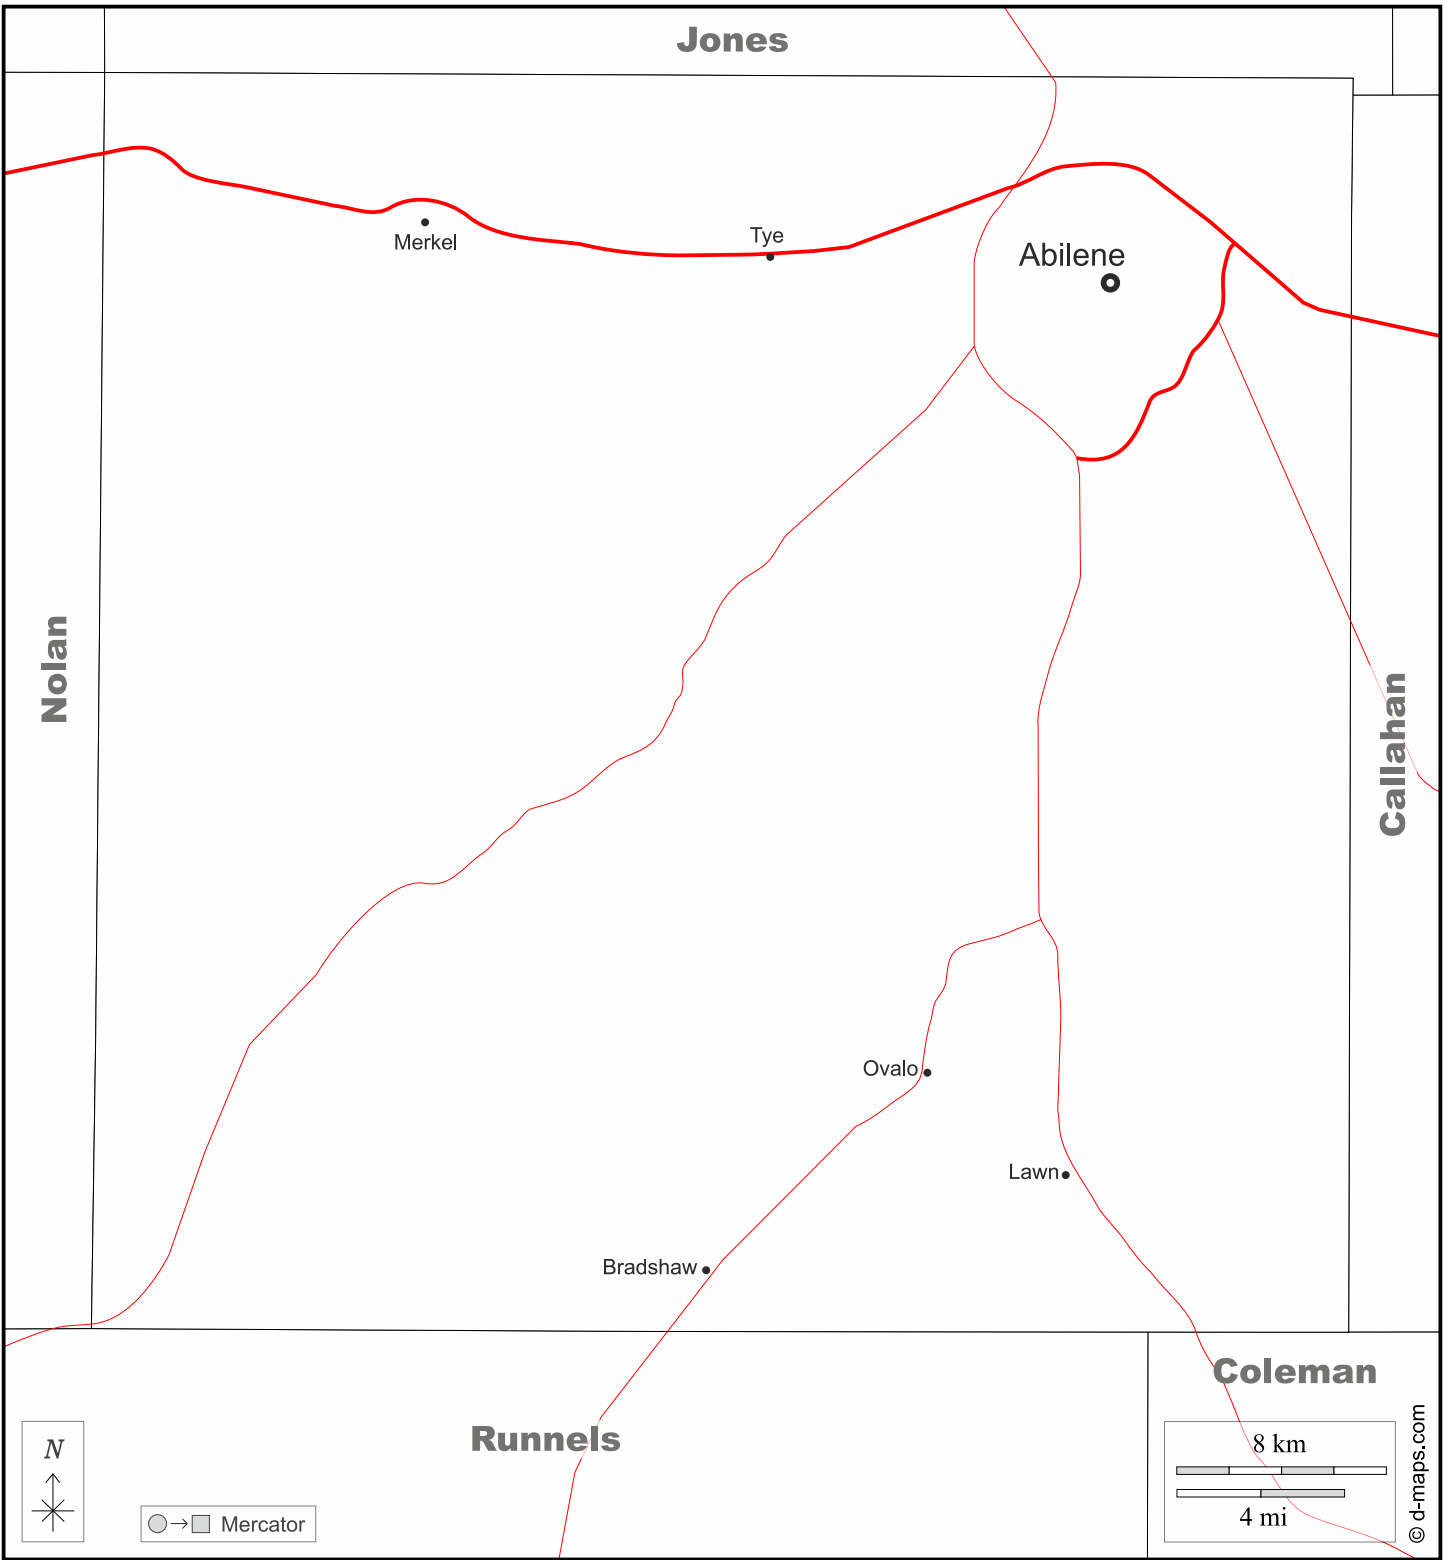 Jones
Merkel
Tye
Abilene
Nolan
Callahan
Ovalo
Lawn
Bradshaw
Coleman
Runnels
N
Mercator
8 km
4 mi
© d-maps.com